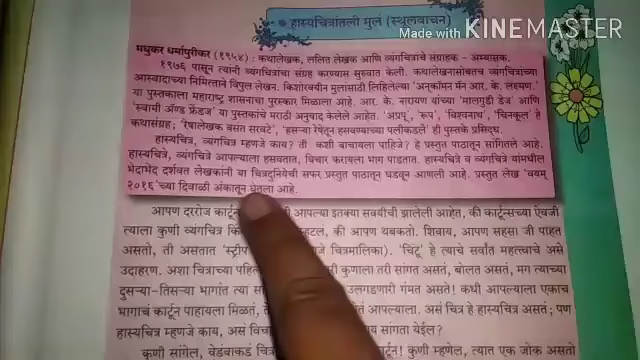 Made with KINEMASTER
हास्यचित्रांतली मुलं (स्थूलवाचन)
मधुकर धर्मापुरीकर (१९५४) : कथालेखक, ललित लेखक आणि व्यंगचित्रांचे संग्राहक - अभ्यासक.
१९७६ पासून त्यांनी व्यंगचित्रांचा संग्रह करण्यास सुरुवात केली. कथालेखनासोबतच व्यंगचित्रांच्या
आस्वादाच्या निमित्ताने विपुल लेखन. किशोरवयीन मुलांसाठी लिहिलेल्या 'अनकॉमन मॅन आर. के. लक्ष्मण.'
या पुस्तकाला महाराष्ट्र शासनाचा पुरस्कार मिळाला आहे. आर. के. नारायण यांच्या 'मालगुडी डेज' आणि
'स्वामी अँण्ड फ्रेंड्ज' या पुस्तकांचे मराठी अनुवाद केलेले आहेत. 'अप्रूप', 'रूप', 'विश्वनाथ', 'चिनकूल' हे
कथासंग्रह; 'रेषालेखक वसंत सरवटे', 'हसऱ्या रेषेतून हसवण्याच्या पलीकडले' ही पुस्तके प्रसिद्ध.
हास्यचित्र, व्यंगचित्र म्हणजे काय? ती कशी वाचायला पाहिजे? हे प्रस्तुत पाठातून सांगितले आहे.
हास्यचित्रे, व्यंगचित्रे आपल्याला हसवतात, विचार करायला भाग पाडतात. हास्यचित्र व व्यंगचित्र यांमधील
भेदाभेद दर्शवत लेखकांनी या चित्रदुनियेची सफर प्रस्तुत पाठातून घडवून आणली आहे. प्रस्तुत लेख 'वयम्
२०१६'च्या दिवाळी अंकातून घेतला आहे.
आपण दररोज कार्टून आपल्या इतक्या सवयीची झालेली आहेत, की कार्टूनच्या ऐवजी
त्याला कुणी व्यंगचित्र म्हटलं, की आपण थबकतो. शिवाय, आपण सहसा जी पाहत
असतो, ती असतात 'स्ट्रीप चित्रमालिका). 'चिंटू' हे त्याचे सर्वांत महत्त्वाचे असे
उदाहरण. अशा चित्राच्या पहिल्या कुणाला तरी सांगत असतं, बोलत असतं, मग त्याच्या
दुसऱ्या-तिसऱ्या भागांत त्या उलगडणारी गंमत असते! कधी आपल्याला एकाच
भागाचं कार्टून पाहायला मिळतं, आपल्याला. असं चित्र हे हास्यचित्र असतं; पण
हास्यचित्र म्हणजे काय, असं सांगता येईल?
कुणी सांगेल, वेडंवाकडं कार्टून! कुणी म्हणेल, त्यात एक जोक असतो